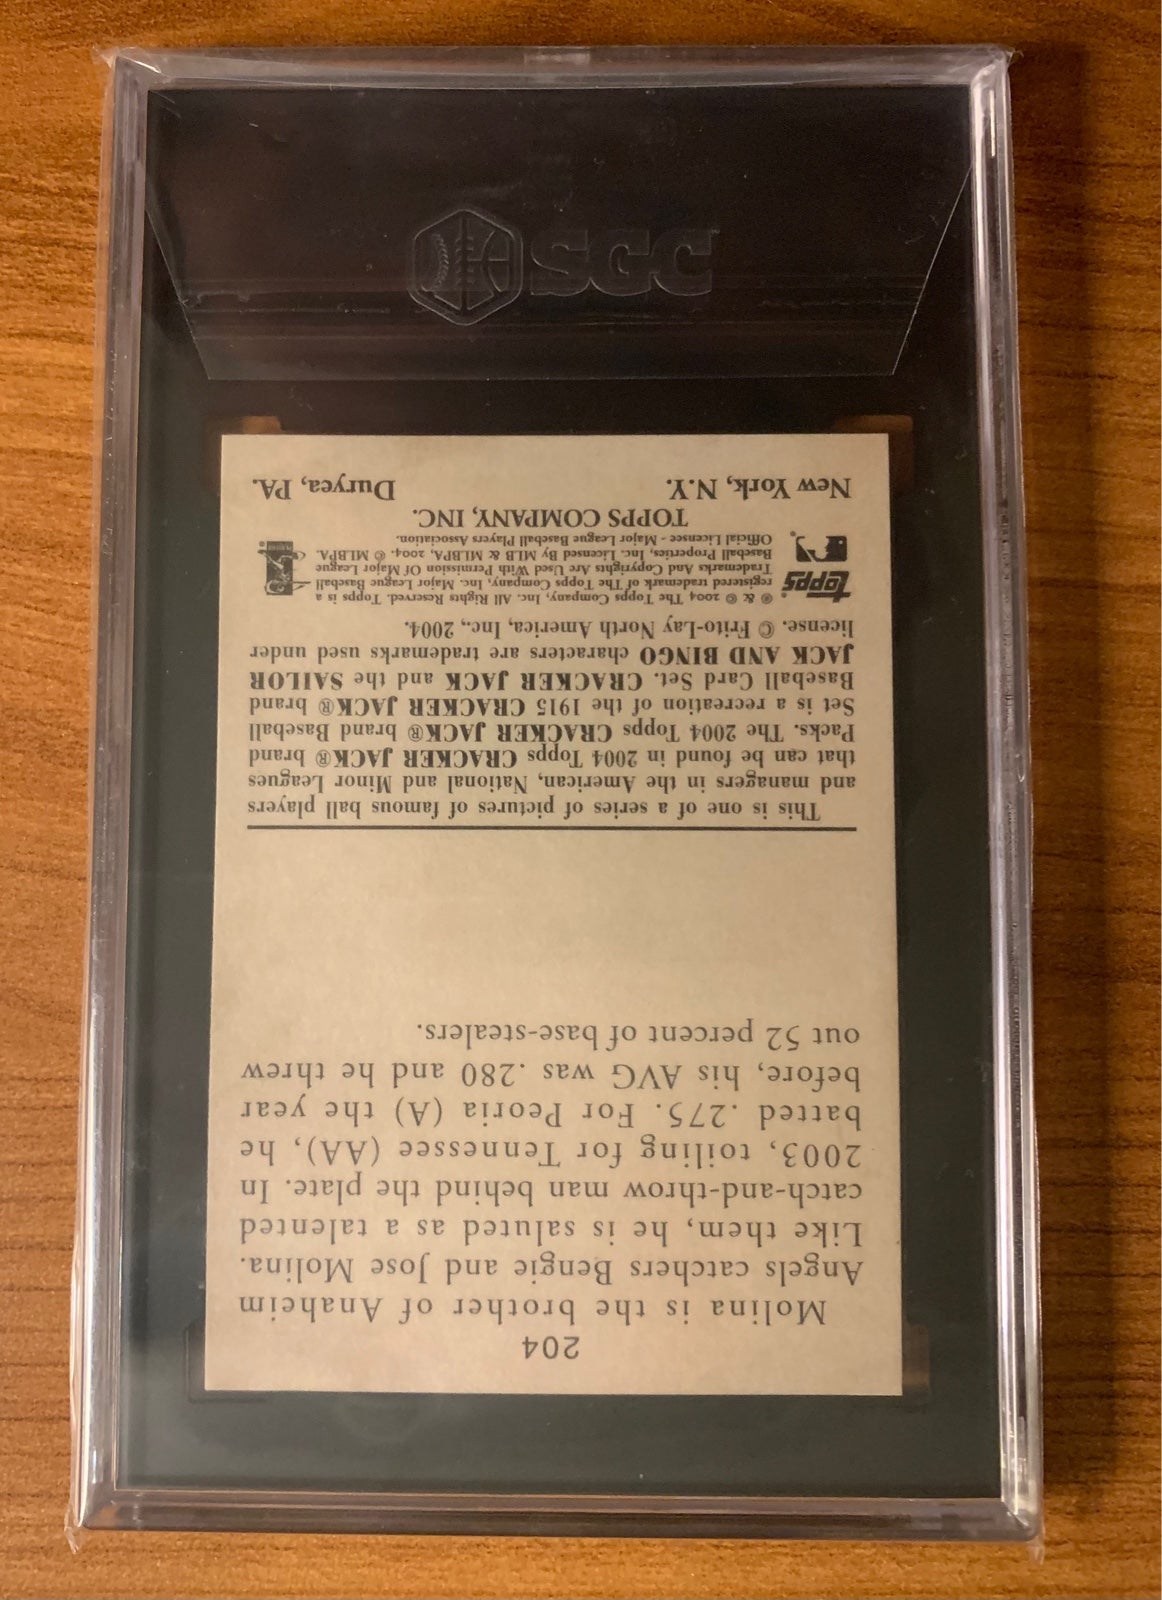 SGC
204
Molina is the brother of Anaheim
Angels catchers Bengie and Jose Molina.
Like them, he is saluted as a talented
catch-and-throw man behind the plate. In
2003, toiling for Tennessee (AA), he
batted .275. For Peoria (A) the year
before, his AVG was .280 and he threw
out 52 percent of base-stealers.
This is one of a series of pictures of famous ball players
and managers in the American, National and Minor Leagues
that can be found in 2004 Topps CRACKER JACK® brand
Packs. The 2004 Topps CRACKER JACK® brand Baseball
Set is a recreation of the 1915 CRACKER JACK® brand
Baseball Card Set. CRACKER JACK and the SAILOR
JACK AND BINGO characters are trademarks used under
license. © Frito-Lay North America, Inc., 2004.
topps
® & © 2004 The Topps Company, Inc. All Rights Reserved. Topps is a
registered trademark of The Topps Company, Inc. Major League Baseball
Trademarks And Copyrights Are Used With Permission Of Major League
Baseball Properties, Inc. Licensed By MLB & MLBPA, 2004. © MLBPA.
Official Licensee - Major League Baseball Players Association.
TOPPS COMPANY, INC.
New York, N.Y. Duryea, PA.